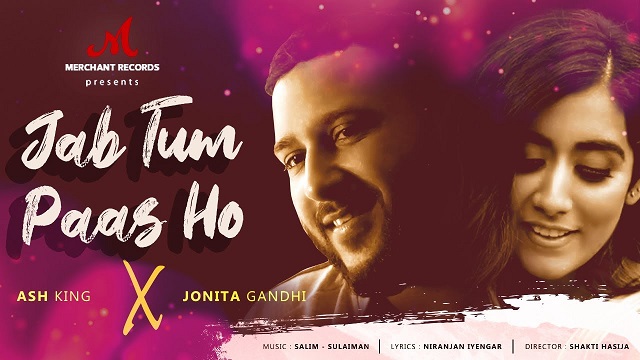 MERCHANT RECORDS
presents
Jab Tum
Paas Ho
ASH KING X JONITA GANDHI
MUSIC : SALIM - SULAIMAN | LYRICS : NIRANJAN IYENGAR | DIRECTOR : SHAKTI HASIJA